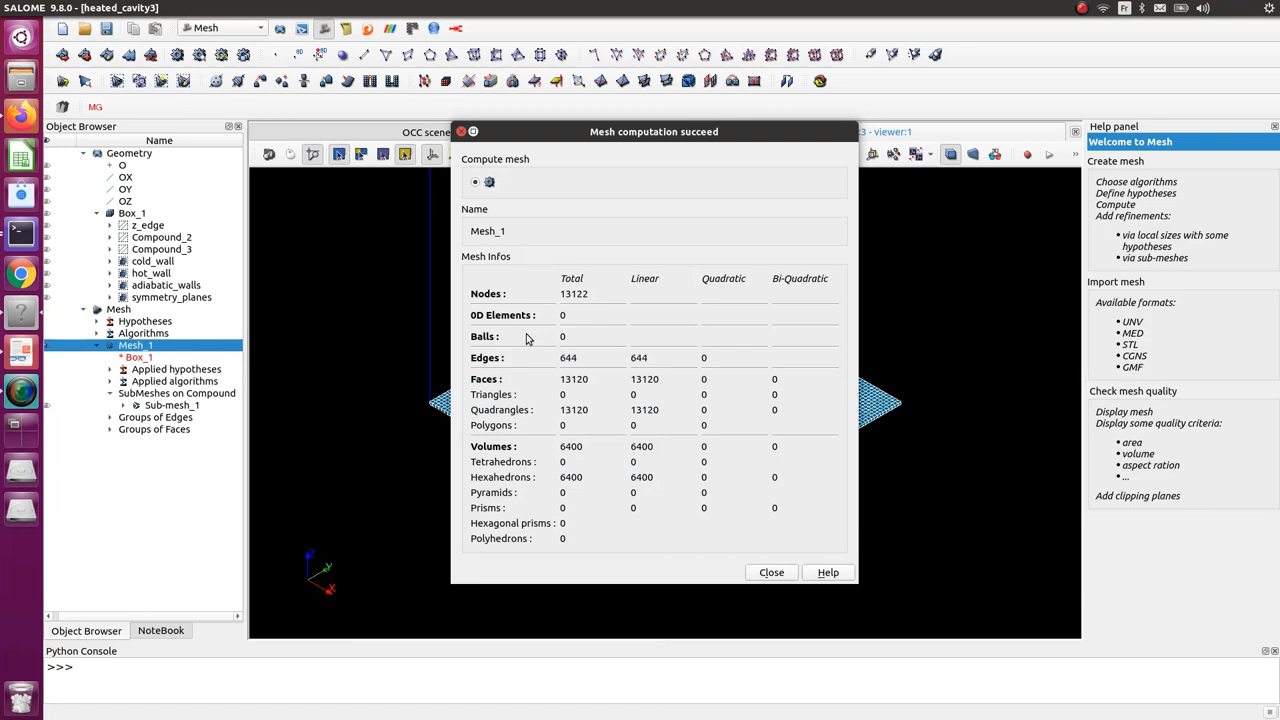 SALOME 9.8.0 - [heated_cavity3]
Fr
Mesh
MG
Object Browser
Name
Geometry
O
OX
OY
OZ
Box_1
z_edge
Compound_2
Compound_3
cold_wall
hot_wall
adiabatic_walls
symmetry_planes
Mesh
Hypotheses
Algorithms
Mesh_1
* Box_1
Applied hypotheses
Applied algorithms
SubMeshes on Compound
Sub-mesh_1
Groups of Edges
Groups of Faces
Object Browser
NoteBook
OCC scene
:3 - viewer:1
Z
Y
X
Mesh computation succeed
Compute mesh
Name
Mesh_1
Mesh Infos
Total Linear Quadratic Bi-Quadratic
Nodes : 13122
0D Elements : 0
Balls : 0
Edges : 644 644 0
Faces : 13120 13120 0 0
Triangles : 0 0 0 0
Quadrangles : 13120 13120 0 0
Polygons : 0 0 0
Volumes : 6400 6400 0 0
Tetrahedrons : 0 0 0
Hexahedrons : 6400 6400 0 0
Pyramids : 0 0 0
Prisms : 0 0 0 0
Hexagonal prisms : 0
Polyhedrons : 0
Close
Help
Help panel
Welcome to Mesh
Create mesh
Choose algorithms
Define hypotheses
Compute
Add refinements:
• via local sizes with some
hypotheses
• via sub-meshes
Import mesh
Available formats:
• UNV
• MED
• STL
• CGNS
• GMF
Check mesh quality
Display mesh
Display some quality criteria:
• area
• volume
• aspect ration
• ...
Add clipping planes
Python Console
>>>